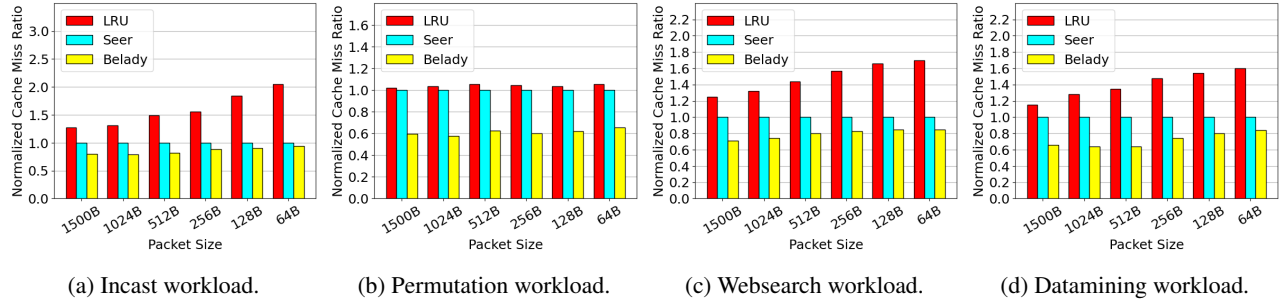 Normalized Cache Miss Ratio
3.0
2.5
2.0
1.5
1.0
0.5
0.0
LRU
Seer
Belady
1500B 1024B 512B 256B 128B 64B
Packet Size
(a) Incast workload.
Normalized Cache Miss Ratio
1.6
1.4
1.2
1.0
0.8
0.6
0.4
0.2
0.0
LRU
Seer
Belady
1500B 1024B 512B 256B 128B 64B
Packet Size
(b) Permutation workload.
Normalized Cache Miss Ratio
2.2
2.0
1.8
1.6
1.4
1.2
1.0
0.8
0.6
0.4
0.2
0.0
LRU
Seer
Belady
1500B 1024B 512B 256B 128B 64B
Packet Size
(c) Websearch workload.
Normalized Cache Miss Ratio
2.2
2.0
1.8
1.6
1.4
1.2
1.0
0.8
0.6
0.4
0.2
0.0
LRU
Seer
Belady
1500B 1024B 512B 256B 128B 64B
Packet Size
(d) Datamining workload.